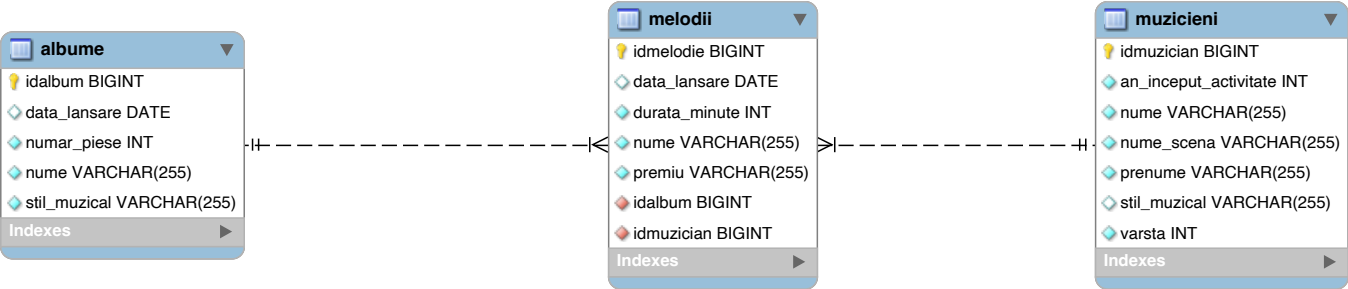 albume
idalbum BIGINT
data_lansare DATE
numar_piese INT
nume VARCHAR(255)
stil_muzical VARCHAR(255)
Indexes
melodii
idmelodie BIGINT
data_lansare DATE
durata_minute INT
nume VARCHAR(255)
premiu VARCHAR(255)
idalbum BIGINT
idmuzician BIGINT
Indexes
muzicieni
idmuzician BIGINT
an_inceput_activitate INT
nume VARCHAR(255)
nume_scena VARCHAR(255)
prenume VARCHAR(255)
stil_muzical VARCHAR(255)
varsta INT
Indexes